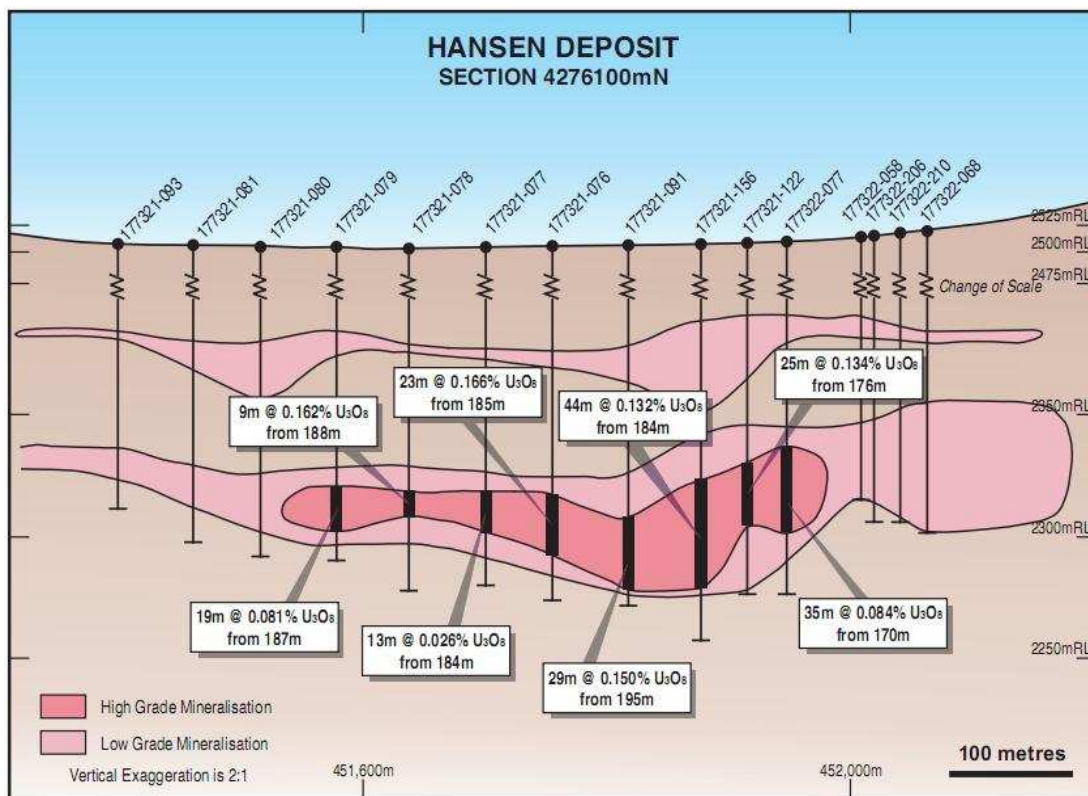 HANSEN DEPOSIT
SECTION 4276100mN
177321-093
177321-081
177321-080
177321-079
177321-078
177321-077
177321-076
177321-091
177321-156
177321-122
177322-077
177322-058
177322-206
177322-210
177322-068
2525mRL
2500mRL
2475mRL
Change of Scale
25m @ 0.134% U₃O₈
from 176m
23m @ 0.166% U₃O₈
from 185m
44m @ 0.132% U₃O₈
from 184m
9m @ 0.162% U₃O₈
from 188m
2350mRL
2300mRL
19m @ 0.081% U₃O₈
from 187m
13m @ 0.026% U₃O₈
from 184m
35m @ 0.084% U₃O₈
from 170m
29m @ 0.150% U₃O₈
from 195m
2250mRL
High Grade Mineralisation
Low Grade Mineralisation
Vertical Exaggeration is 2:1
451,600m
452,000m
100 metres